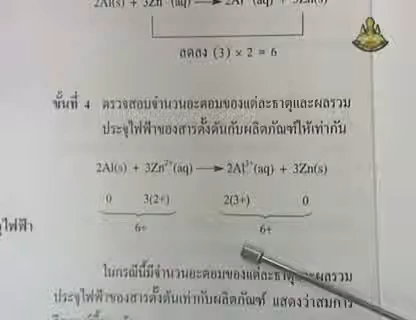 2Al(s) + 3Zn²⁺(aq) → 2Al³⁺(aq) + 3Zn(s)
ลดลง (3) × 2 = 6
ขั้นที่ 4 ตรวจสอบจำนวนอะตอมของแต่ละธาตุและผลรวม
ประจุไฟฟ้าของสารตั้งต้นกับผลิตภัณฑ์ให้เท่ากัน
2Al(s) + 3Zn²⁺(aq) → 2Al³⁺(aq) + 3Zn(s)
0 3(2+) 2(3+) 0
6+ 6+
ุไฟฟ้า
ในกรณีนี้มีจำนวนอะตอมของแต่ละธาตุและผลรวม
ประจุไฟฟ้าของสารตั้งต้นเท่ากับผลิตภัณฑ์ แสดงว่าสมการ